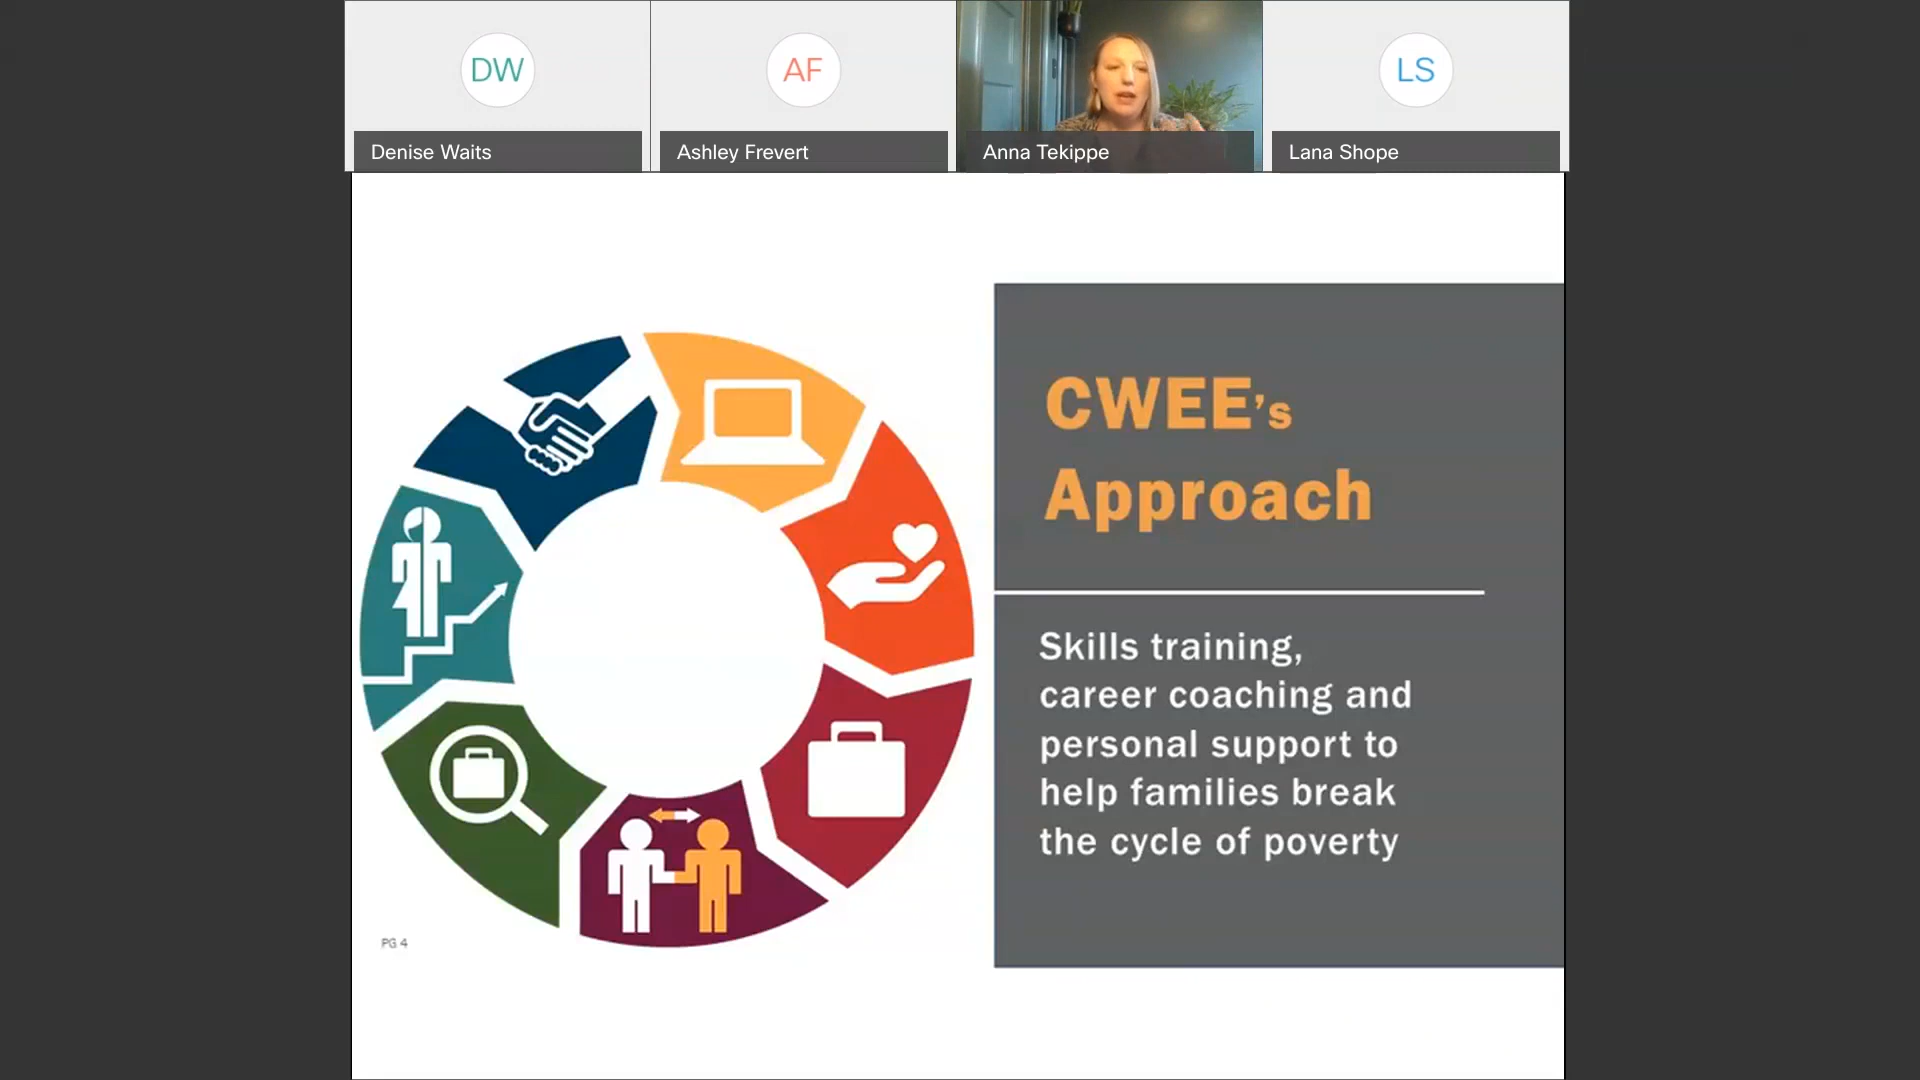 DW
AF
LS
Denise Waits
Ashley Frevert
Anna Tekippe
Lana Shope
CWEE's
Approach
Skills training,
career coaching and
personal support to
help families break
the cycle of poverty
PG 4